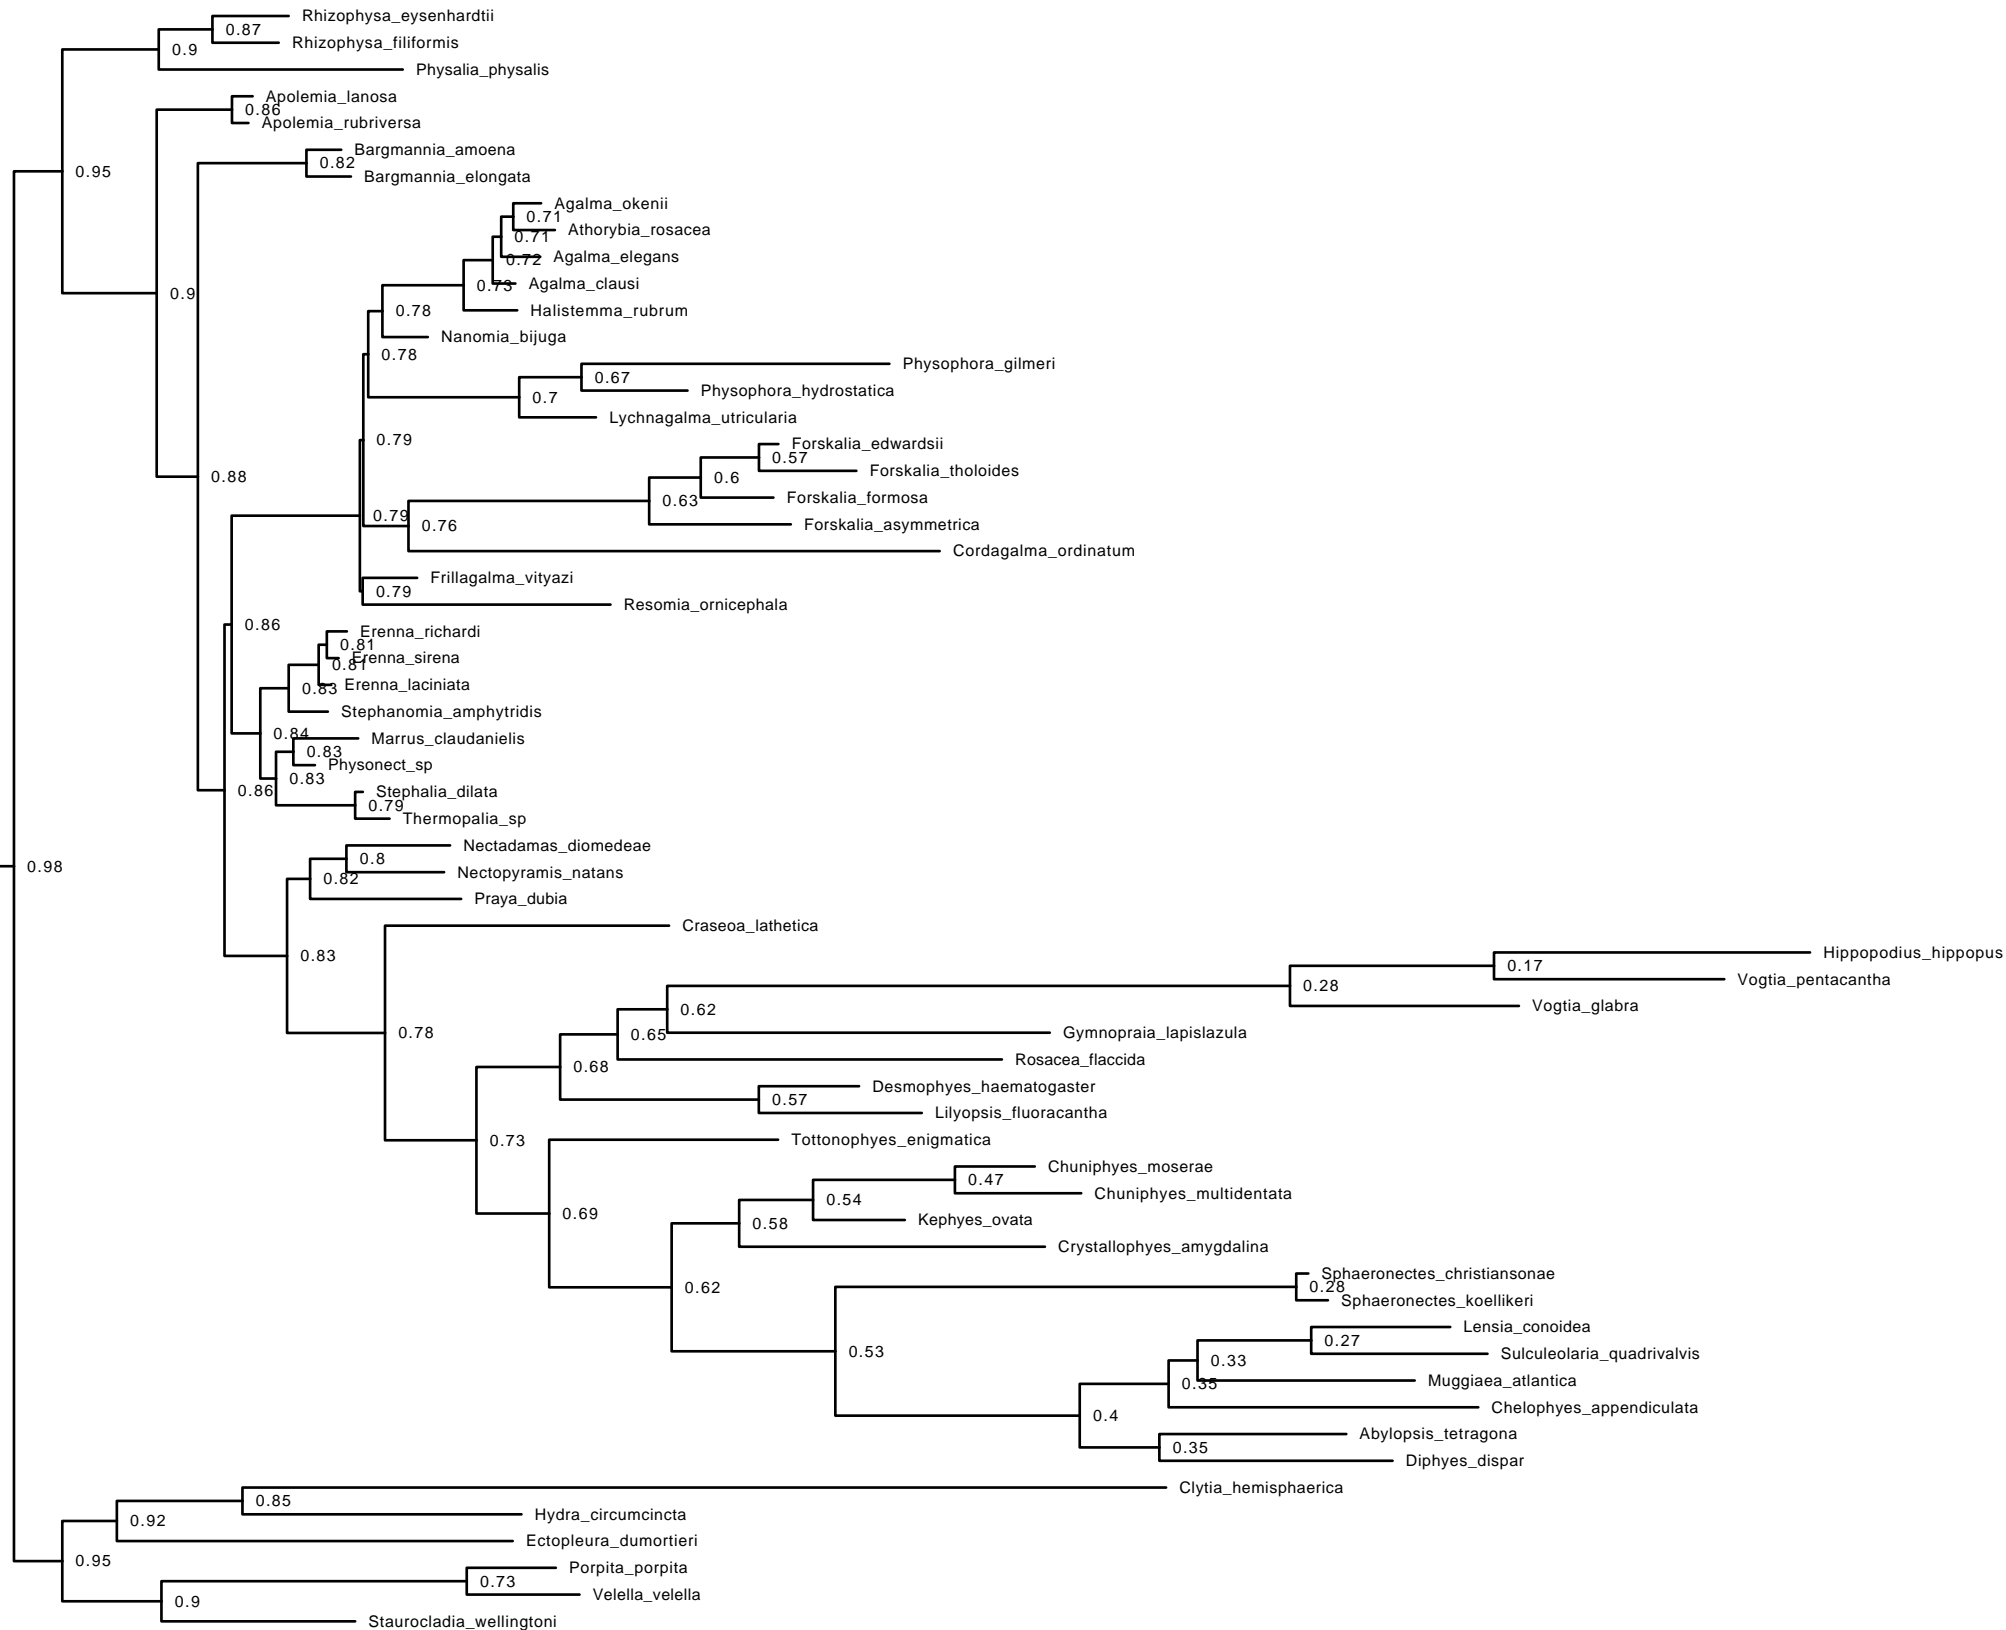 Rhizophysa_eysenhardtii
0.87
Rhizophysa_filiformis
0.9
Physalia_physalis
Apolemia_lanosa
0.86
Apolemia_rubriversa
Bargmannia_amoena
0.82
0.95
Bargmannia_elongata
Agalma_okenii
0.71
Athorybia_rosacea
0.71
Agalma_elegans
0.72
Agalma_clausi
0.73
0.9
Halistemma_rubrum
0.78
Nanomia_bijuga
0.78
Physophora_gilmeri
0.67
Physophora_hydrostatica
0.7
Lychnagalma_utricularia
0.79
Forskalia_edwardsii
0.57
Forskalia_tholoides
0.88
0.6
Forskalia_formosa
0.63
0.79
Forskalia_asymmetrica
0.76
Cordagalma_ordinatum
Frillagalma_vityazi
0.79
Resomia_ornicephala
0.86
Erenna_richardi
0.81
Erenna_sirena
0.81
Erenna_laciniata
0.83
Stephanomia_amphytridis
0.84
Marrus_claudanielis
0.83
Physonect_sp
0.83
0.86
Stephalia_dilata
0.79
Thermopalia_sp
Nectadamas_diomedeae
0.8
0.98
Nectopyramis_natans
0.82
Praya_dubia
Craseoa_lathetica
0.83
Hippopodius_hippopus
0.17
Vogtia_pentacantha
0.28
Vogtia_glabra
0.62
0.78
0.65
Gymnopraia_lapislazula
Rosacea_flaccida
0.68
Desmophyes_haematogaster
0.57
Lilyopsis_fluoracantha
0.73
Tottonophyes_enigmatica
Chuniphyes_moserae
0.47
Chuniphyes_multidentata
0.54
0.69
Kephyes_ovata
0.58
Crystallophyes_amygdalina
Sphaeronectes_christiansonae
0.62
0.28
Sphaeronectes_koellikeri
Lensia_conoidea
0.27
0.53
Sulculeolaria_quadrivalvis
0.33
Muggiaea_atlantica
0.35
Chelophyes_appendiculata
0.4
Abylopsis_tetragona
0.35
Diphyes_dispar
Clytia_hemisphaerica
0.85
Hydra_circumcincta
0.92
Ectopleura_dumortieri
0.95
Porpita_porpita
0.73
Velella_velella
0.9
Staurocladia_wellingtoni